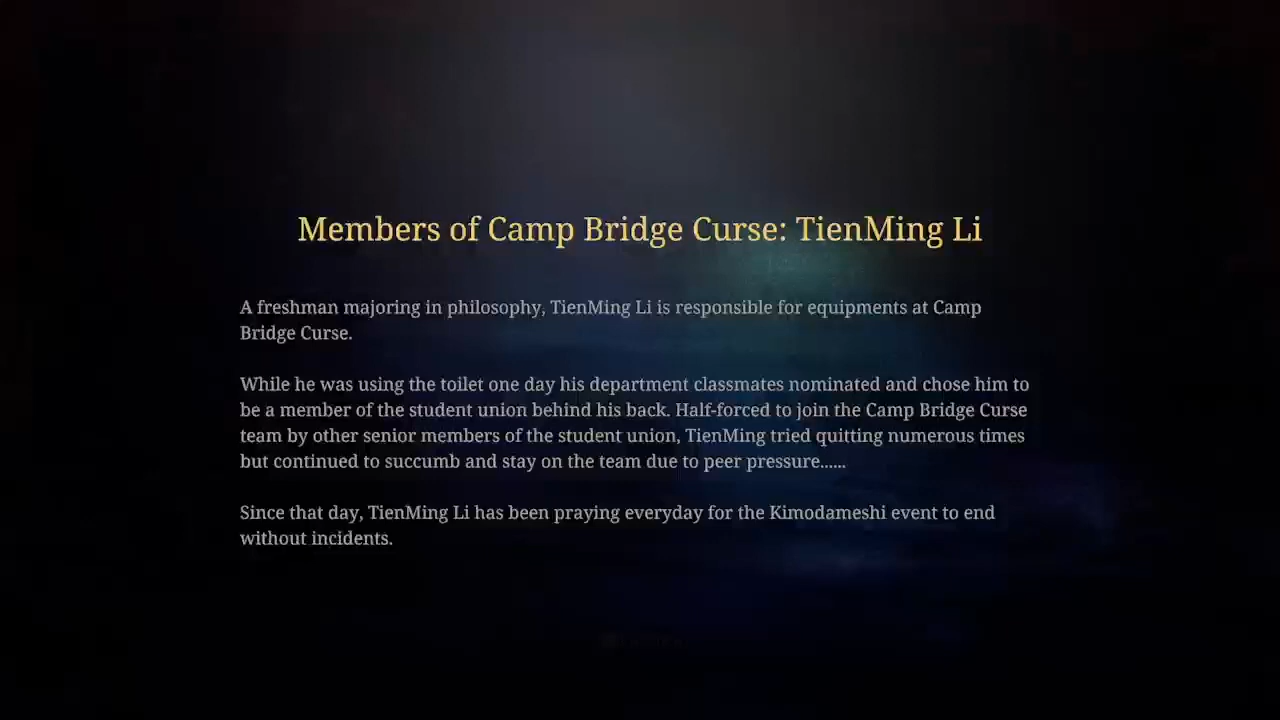 Members of Camp Bridge Curse: TienMing Li
A freshman majoring in philosophy, TienMing Li is responsible for equipments at Camp
Bridge Curse.
While he was using the toilet one day his department classmates nominated and chose him to
be a member of the student union behind his back. Half-forced to join the Camp Bridge Curse
team by other senior members of the student union, TienMing tried quitting numerous times
but continued to succumb and stay on the team due to peer pressure......
Since that day, TienMing Li has been praying everyday for the Kimodameshi event to end
without incidents.